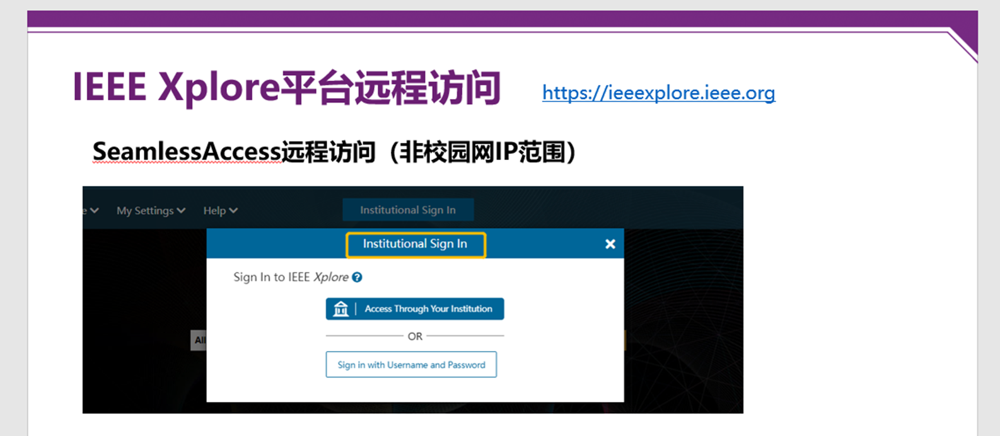 IEEE Xplore平台远程访问
https://ieeexplore.ieee.org
SeamlessAccess远程访问（非校园网IP范围）
e My Settings Help Institutional Sign In
Institutional Sign In
Sign In to IEEE Xplore
Access Through Your Institution
All
OR
Sign in with Username and Password